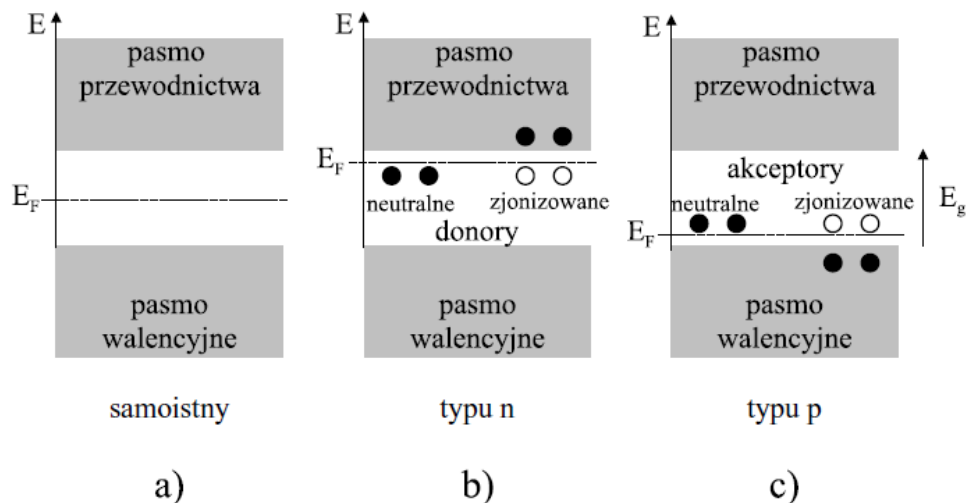 E
pasmo
przewodnictwa
E_F
pasmo
walencyjne
samoistny
a)
E
pasmo
przewodnictwa
E_F
neutralne
zjonizowane
donory
pasmo
walencyjne
typu n
b)
E
pasmo
przewodnictwa
akceptory
neutralne
zjonizowane
E_g
E_F
pasmo
walencyjne
typu p
c)